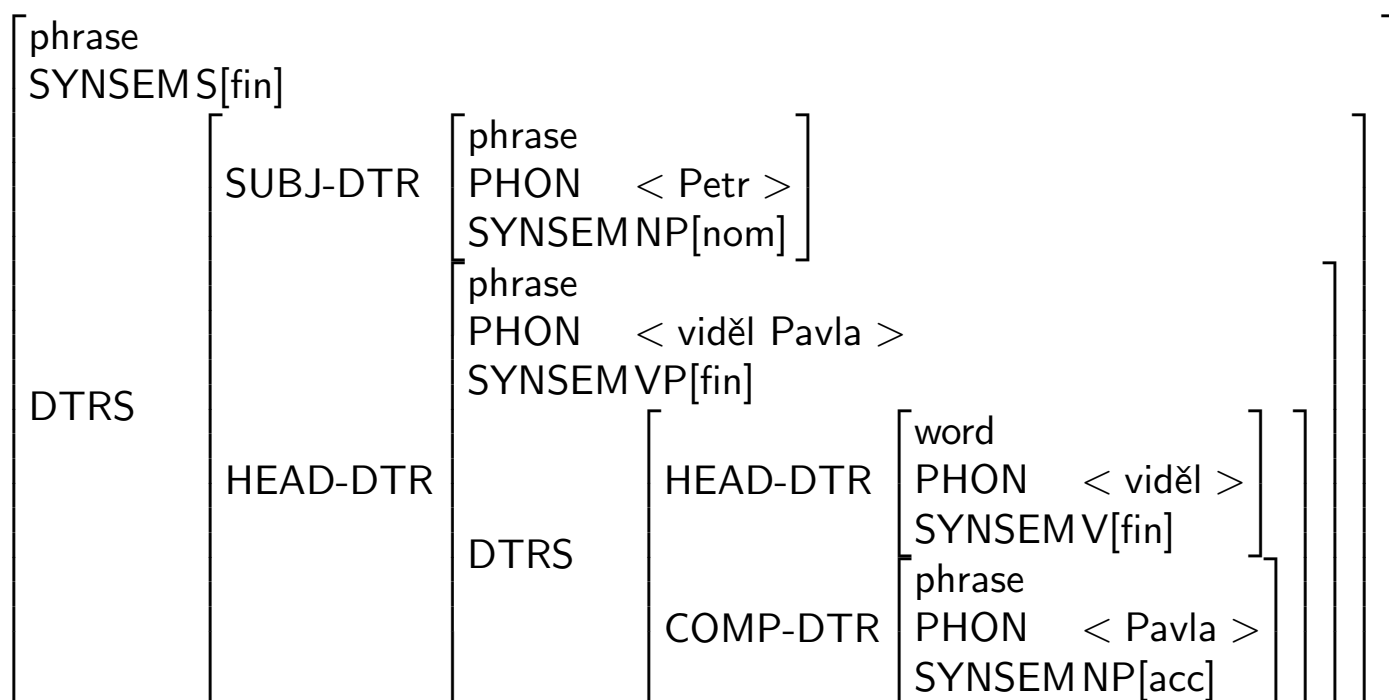 phrase
SYNSEM S[fin]
phrase
SUBJ-DTR PHON < Petr >
SYNSEM NP[nom]
phrase
PHON < viděl Pavla >
SYNSEM VP[fin]
DTRS
word
HEAD-DTR HEAD-DTR PHON < viděl >
SYNSEM V[fin]
DTRS
phrase
COMP-DTR PHON < Pavla >
SYNSEM NP[acc]